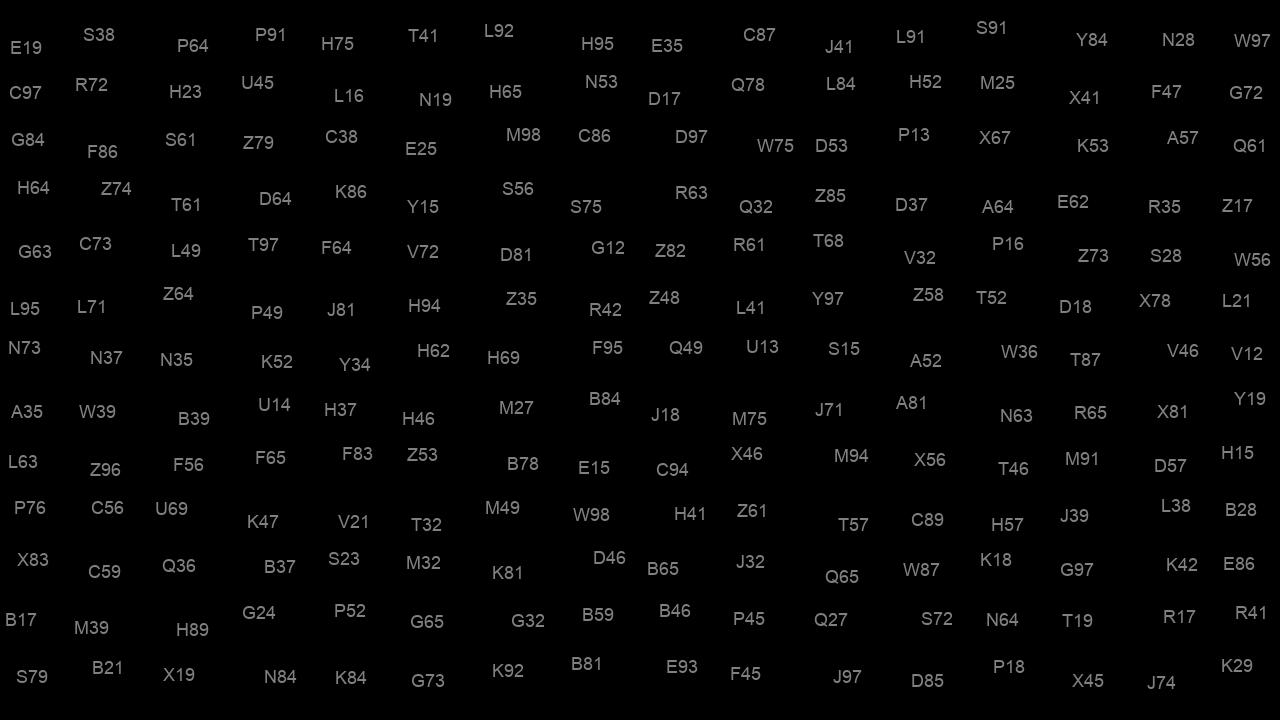 E19 S38 P64 P91 H75 T41 L92 H95 E35 C87 J41 L91 S91 Y84 N28 W97
C97 R72 H23 U45 L16 N19 H65 N53 D17 Q78 L84 H52 M25 X41 F47 G72
G84 F86 S61 Z79 C38 E25 M98 C86 D97 W75 D53 P13 X67 K53 A57 Q61
H64 Z74 T61 D64 K86 Y15 S56 S75 R63 Q32 Z85 D37 A64 E62 R35 Z17
G63 C73 L49 T97 F64 V72 D81 G12 Z82 R61 T68 V32 P16 Z73 S28 W56
L95 L71 Z64 P49 J81 H94 Z35 R42 Z48 L41 Y97 Z58 T52 D18 X78 L21
N73 N37 N35 K52 Y34 H62 H69 F95 Q49 U13 S15 A52 W36 T87 V46 V12
A35 W39 B39 U14 H37 H46 M27 B84 J18 M75 J71 A81 N63 R65 X81 Y19
L63 Z96 F56 F65 F83 Z53 B78 E15 C94 X46 M94 X56 T46 M91 D57 H15
P76 C56 U69 K47 V21 T32 M49 W98 H41 Z61 T57 C89 H57 J39 L38 B28
X83 C59 Q36 B37 S23 M32 K81 D46 B65 J32 Q65 W87 K18 G97 K42 E86
B17 M39 H89 G24 P52 G65 G32 B59 B46 P45 Q27 S72 N64 T19 R17 R41
S79 B21 X19 N84 K84 G73 K92 B81 E93 F45 J97 D85 P18 X45 J74 K29